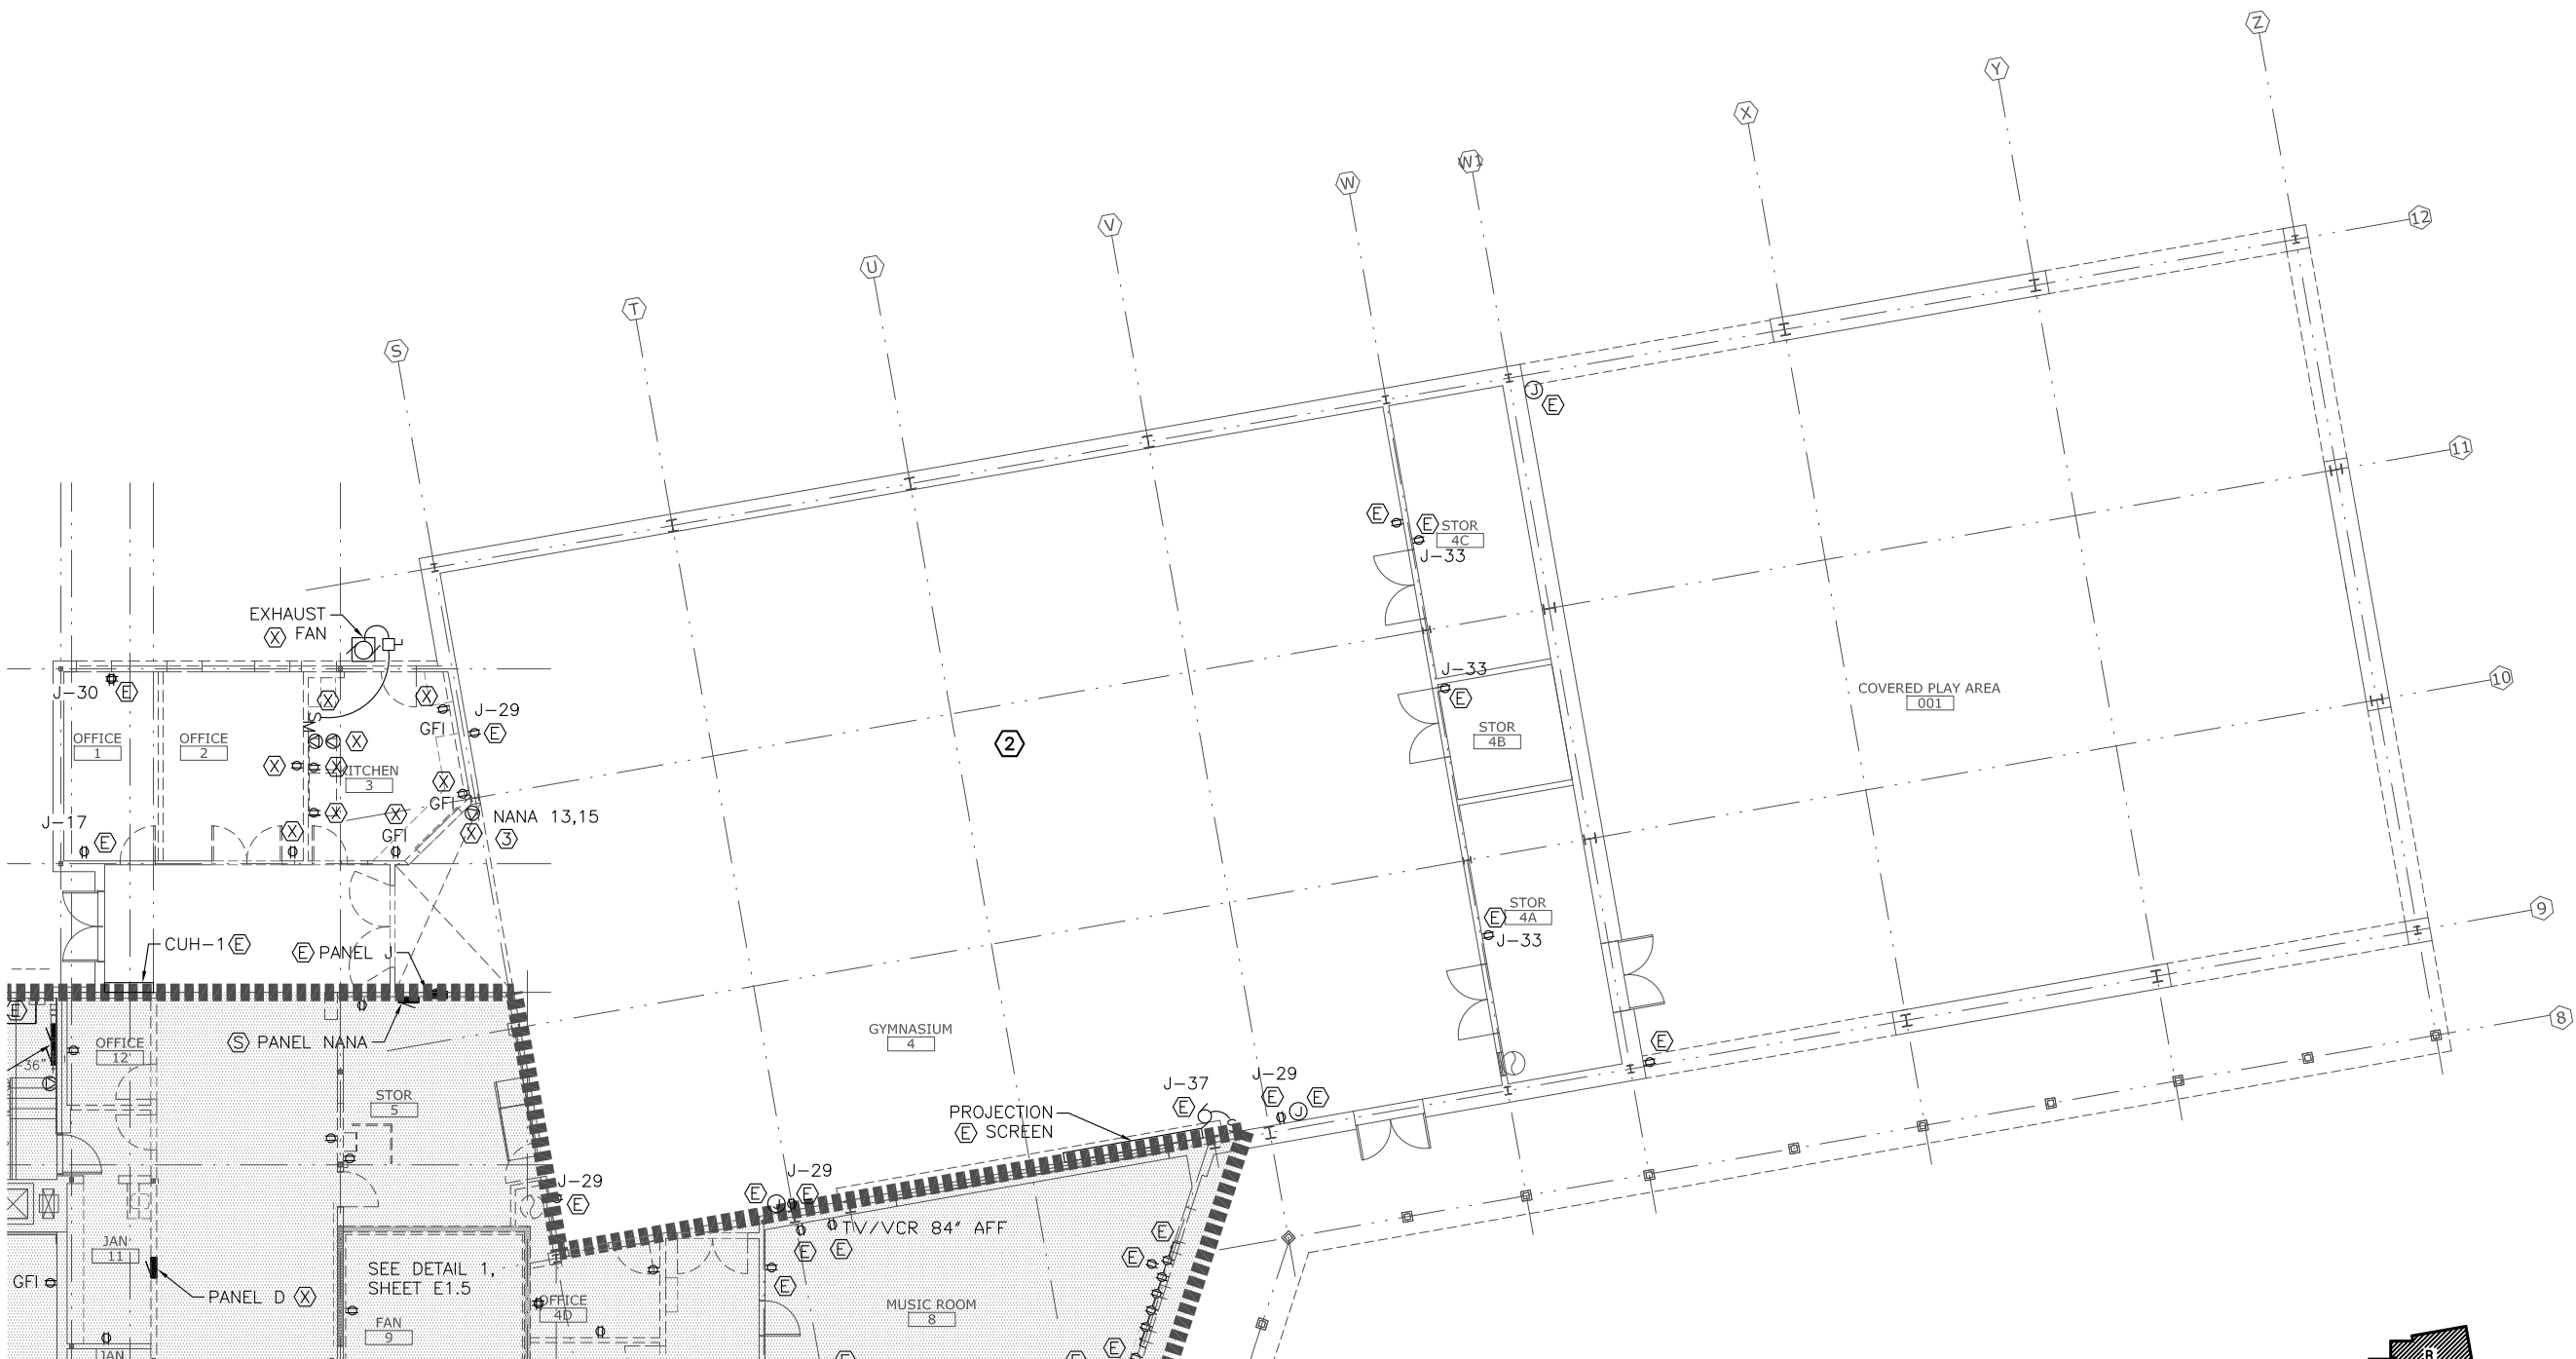 Z
Y
X
W1
W
V
U
T
S
12
11
10
9
8
J
E
E
E
STOR
4C
J-33
EXHAUST
X FAN
J-30
E
X
X
SM
GFI
J-29
E
J-33
E
COVERED PLAY AREA
001
OFFICE
1
OFFICE
2
X
X
X
KITCHEN
3
X
GFI
2
STOR
4B
J-17
E
X
X
X
GFI
X
NANA 13,15
3
CUH-1 E
E PANEL J
E
STOR
4A
J-33
E
OFFICE
12
36"
S PANEL NANA
GYMNASIUM
4
E
STOR
5
PROJECTION
E SCREEN
J-37
E
S
J-29
E
J
E
J-29
E
J-29
E
J
E
TV/VCR 84" AFF
E
E
E
E
E
JAN
11
GFI
SEE DETAIL 1,
SHEET E1.5
PANEL D X
FAN
9
OFFICE
4D
MUSIC ROOM
8
E
E
E
JAN
B